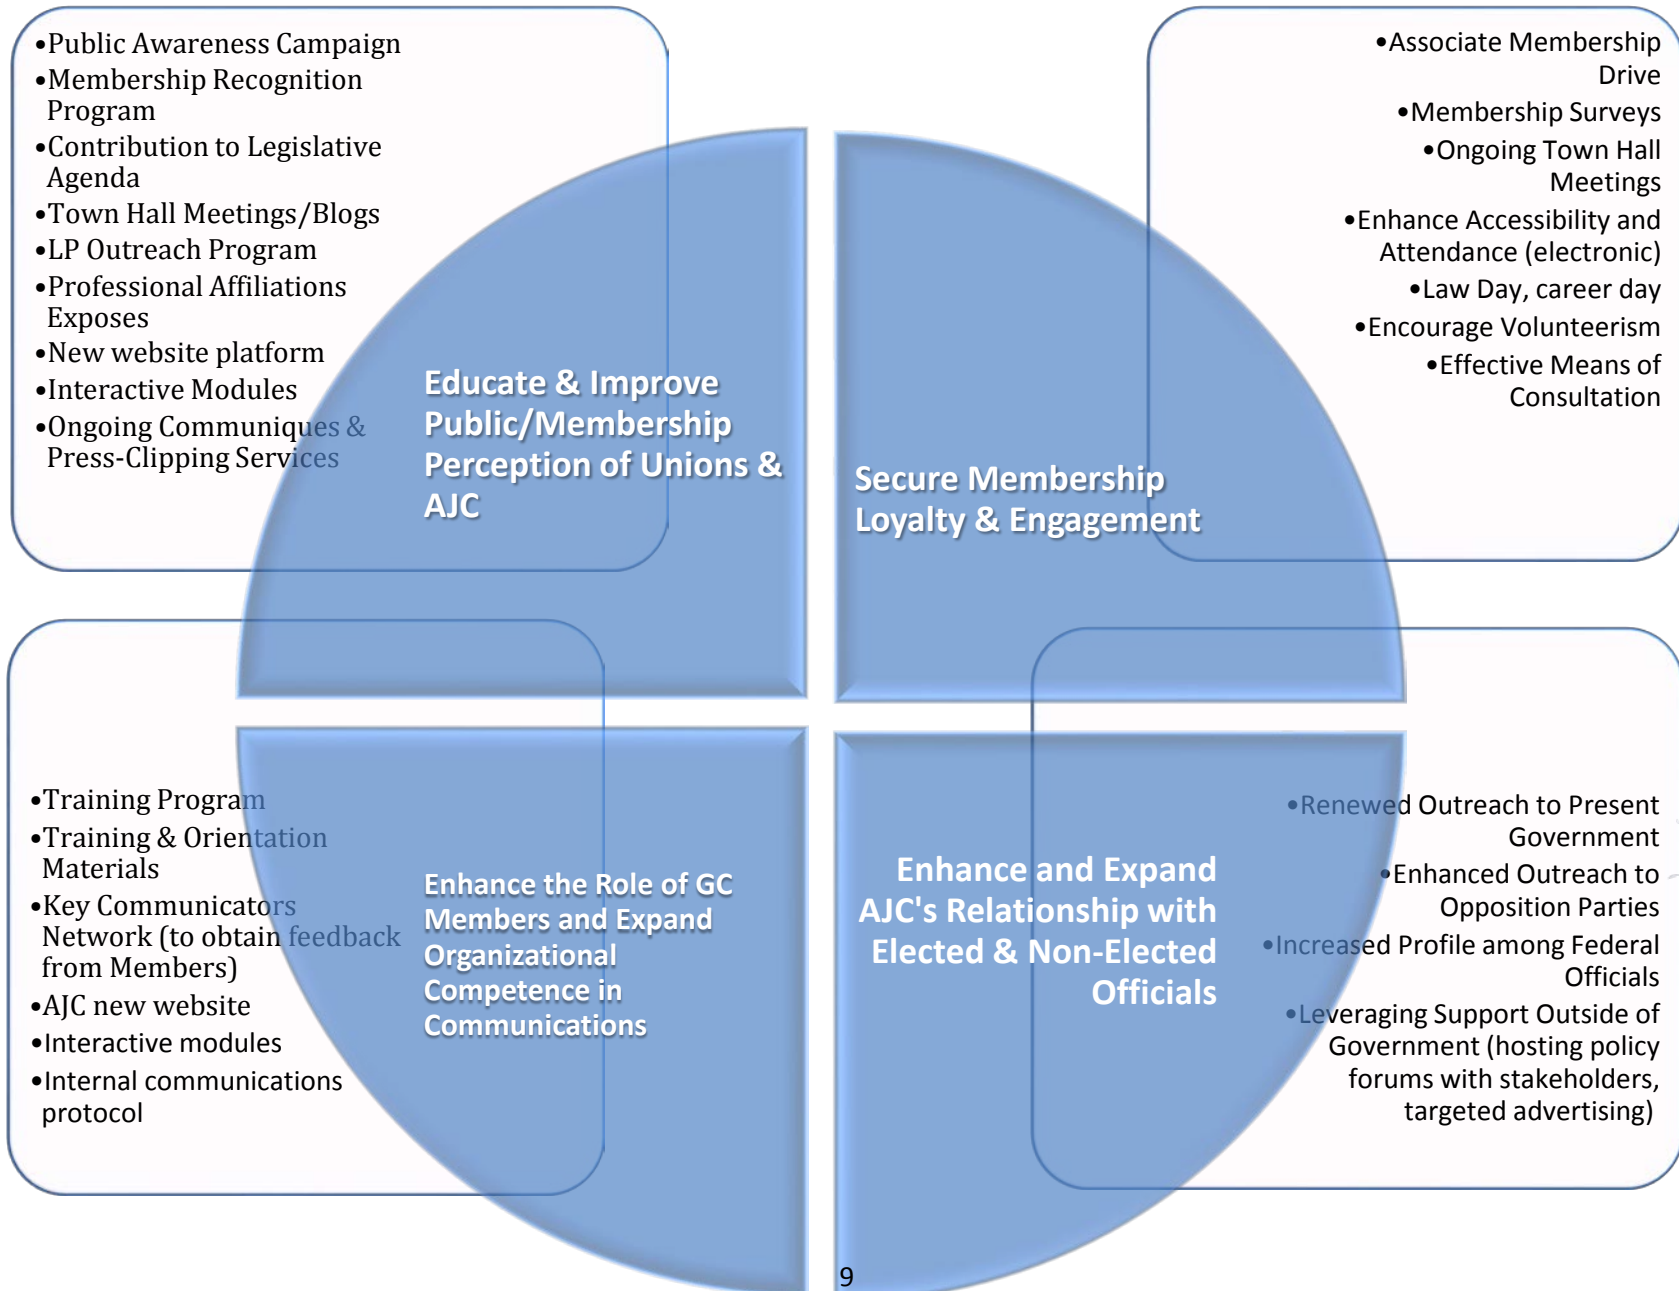 •Public Awareness Campaign
•Membership Recognition
Program
•Contribution to Legislative
Agenda
•Town Hall Meetings/Blogs
•LP Outreach Program
•Professional Affiliations
Exposes
•New website platform
•Interactive Modules
•Ongoing Communiques &
Press-Clipping Services
Educate & Improve
Public/Membership
Perception of Unions &
AJC
•Associate Membership
Drive
•Membership Surveys
•Ongoing Town Hall
Meetings
•Enhance Accessibility and
Attendance (electronic)
•Law Day, career day
•Encourage Volunteerism
•Effective Means of
Consultation
Secure Membership
Loyalty & Engagement
•Training Program
•Training & Orientation
Materials
•Key Communicators
Network (to obtain feedback
from Members)
•AJC new website
•Interactive modules
•Internal communications
protocol
Enhance the Role of GC
Members and Expand
Organizational
Competence in
Communications
Enhance and Expand
AJC's Relationship with
Elected & Non-Elected
Officials
•Renewed Outreach to Present
Government
•Enhanced Outreach to
Opposition Parties
•Increased Profile among Federal
Officials
•Leveraging Support Outside of
Government (hosting policy
forums with stakeholders,
targeted advertising)
9